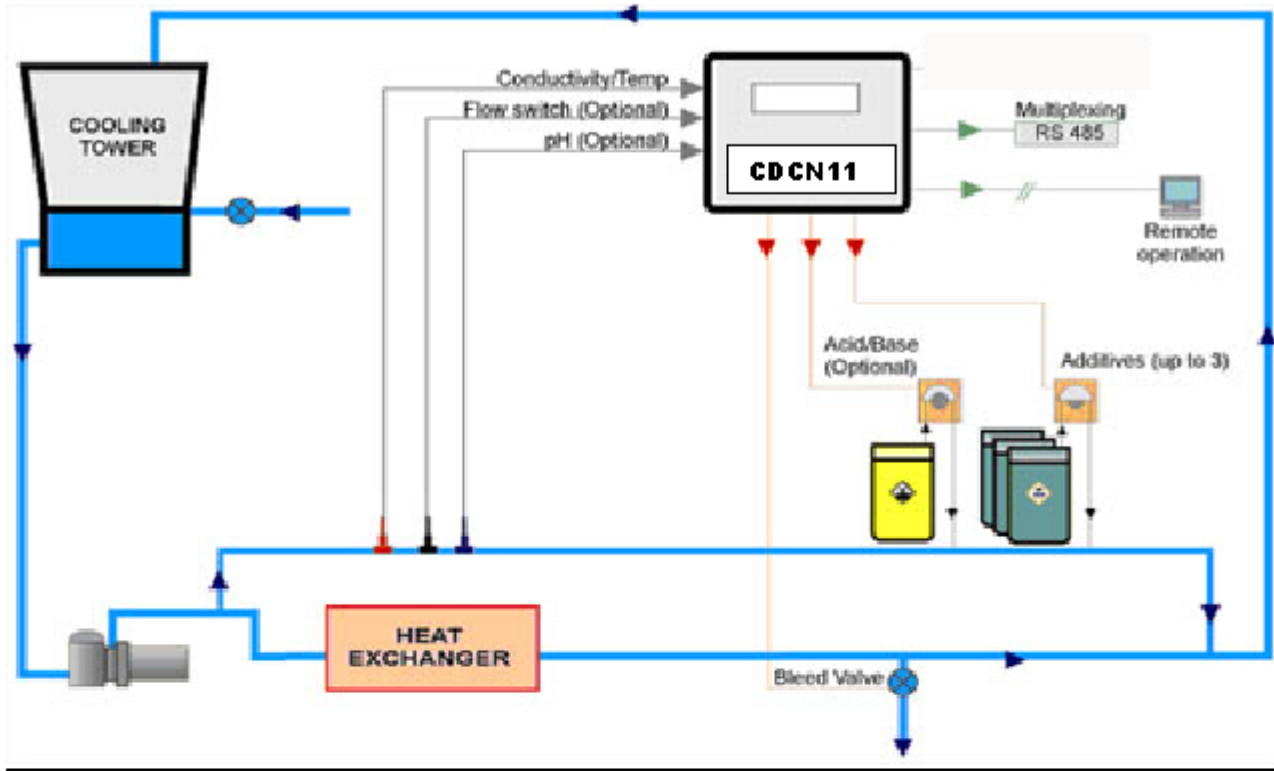 COOLING
TOWER
Conductivity/Temp
Flow switch (Optional)
pH (Optional)
CDCN11
Multiplexing
RS 485
Remote
operation
Acid/Base
(Optional)
Additives (up to 3)
HEAT
EXCHANGER
Bleed Valve